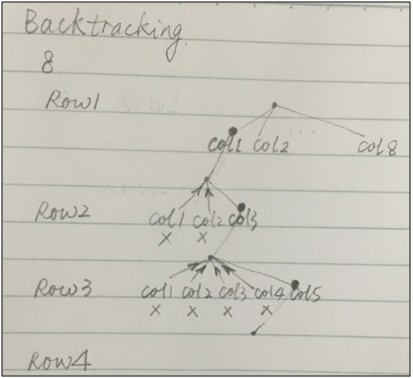 Backtracking
8
Row1
col1 col2 ... col8
Row2
col1 col2 col3
x x
Row3
col1 col2 col3 col4 col5
x x x x
Row4